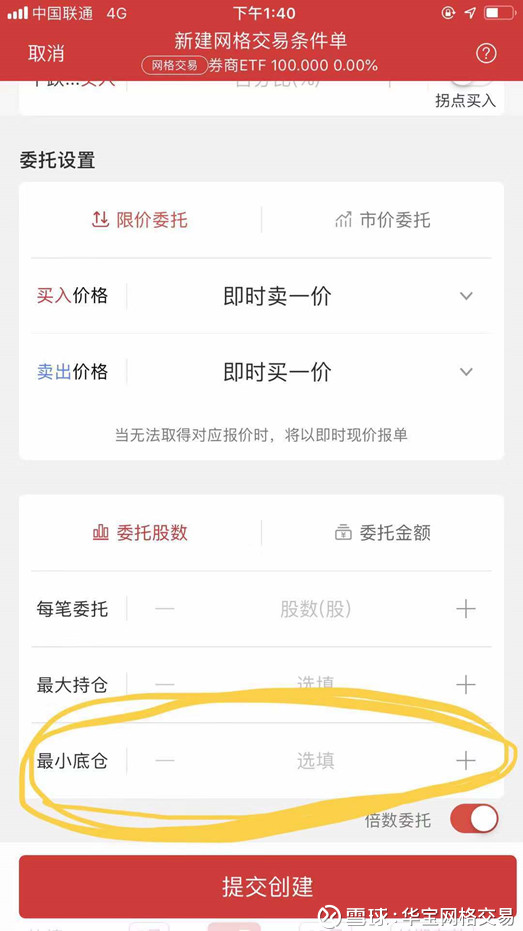 中国联通 4G 下午1:40
取消 新建网格交易条件单
网格交易 券商ETF 100.000 0.00% ?
买入 百分比(%)
拐点买入
委托设置
限价委托 市价委托
买入价格 即时卖一价
卖出价格 即时买一价
当无法取得对应报价时，将以即时现价报单
委托股数 委托金额
每笔委托 — 股数(股) +
最大持仓 — 选填 +
最小底仓 — 选填 +
倍数委托
提交创建
雪球：华宝网格交易